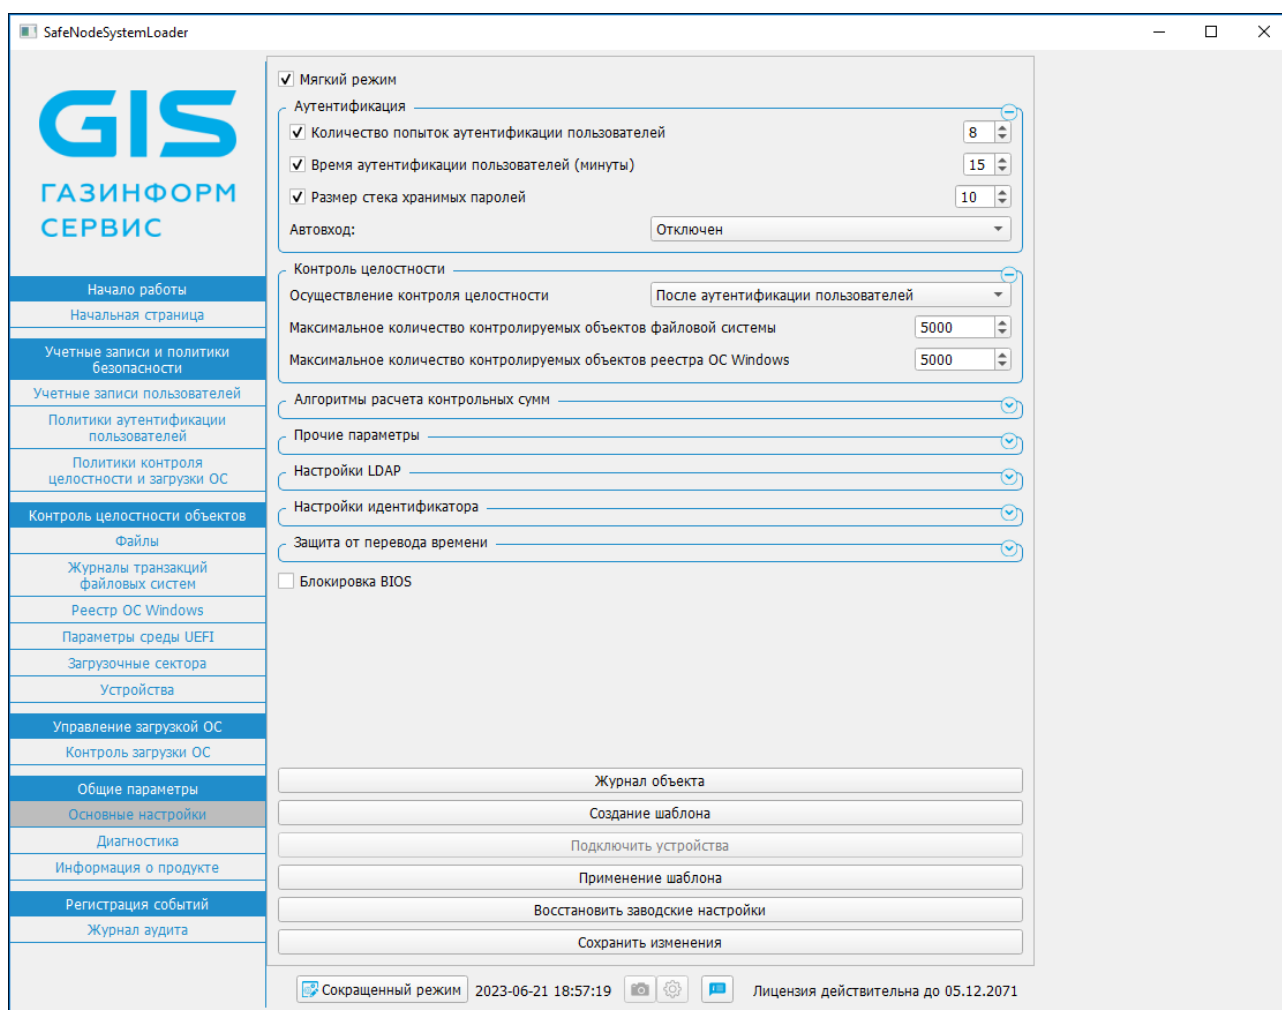 SafeNodeSystemLoader
GIS
ГАЗИНФОРМ
СЕРВИС
Начало работы
Начальная страница
Учетные записи и политики
безопасности
Учетные записи пользователей
Политики аутентификации
пользователей
Политики контроля
целостности и загрузки ОС
Контроль целостности объектов
Файлы
Журналы транзакций
файловых систем
Реестр ОС Windows
Параметры среды UEFI
Загрузочные сектора
Устройства
Управление загрузкой ОС
Контроль загрузки ОС
Общие параметры
Основные настройки
Диагностика
Информация о продукте
Регистрация событий
Журнал аудита
Мягкий режим
Аутентификация
Количество попыток аутентификации пользователей 8
Время аутентификации пользователей (минуты) 15
Размер стека хранимых паролей 10
Автовход: Отключен
Контроль целостности
Осуществление контроля целостности После аутентификации пользователей
Максимальное количество контролируемых объектов файловой системы 5000
Максимальное количество контролируемых объектов реестра ОС Windows 5000
Алгоритмы расчета контрольных сумм
Прочие параметры
Настройки LDAP
Настройки идентификатора
Защита от перевода времени
Блокировка BIOS
Журнал объекта
Создание шаблона
Подключить устройства
Применение шаблона
Восстановить заводские настройки
Сохранить изменения
Сокращенный режим 2023-06-21 18:57:19 Лицензия действительна до 05.12.2071